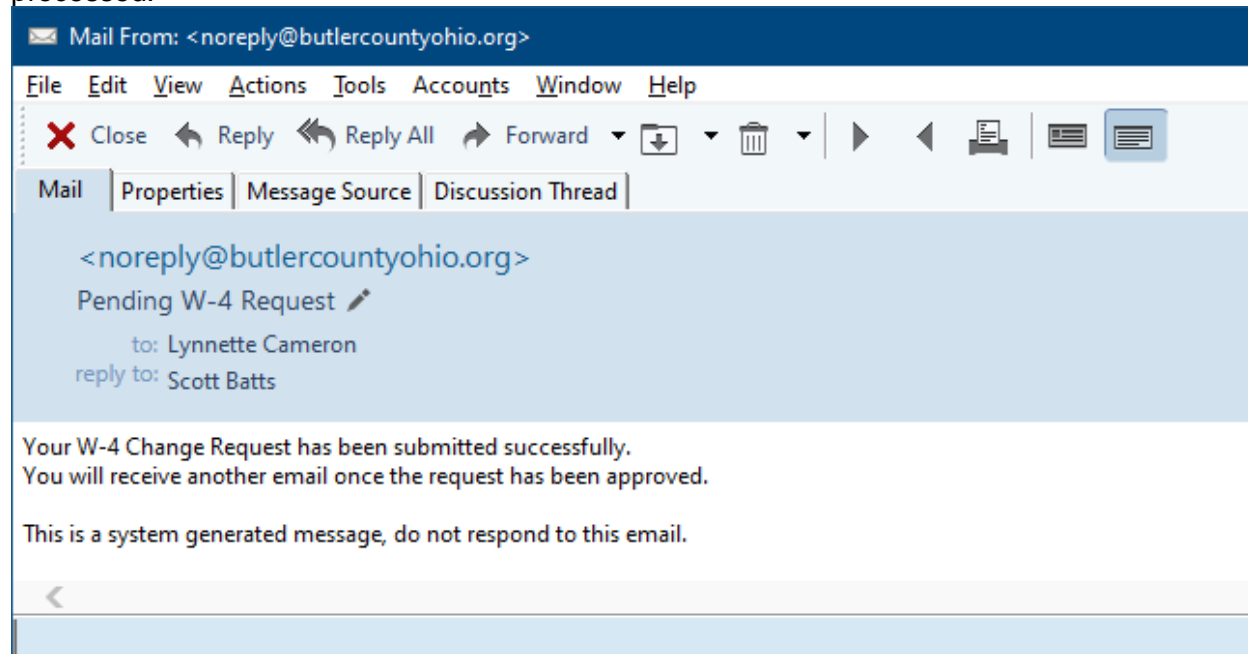 processed.
Mail From: <noreply@butlercountyohio.org>
File Edit View Actions Tools Accounts Window Help
Close Reply Reply All Forward
Mail Properties Message Source Discussion Thread
<noreply@butlercountyohio.org>
Pending W-4 Request
to: Lynnette Cameron
reply to: Scott Batts
Your W-4 Change Request has been submitted successfully.
You will receive another email once the request has been approved.
This is a system generated message, do not respond to this email.